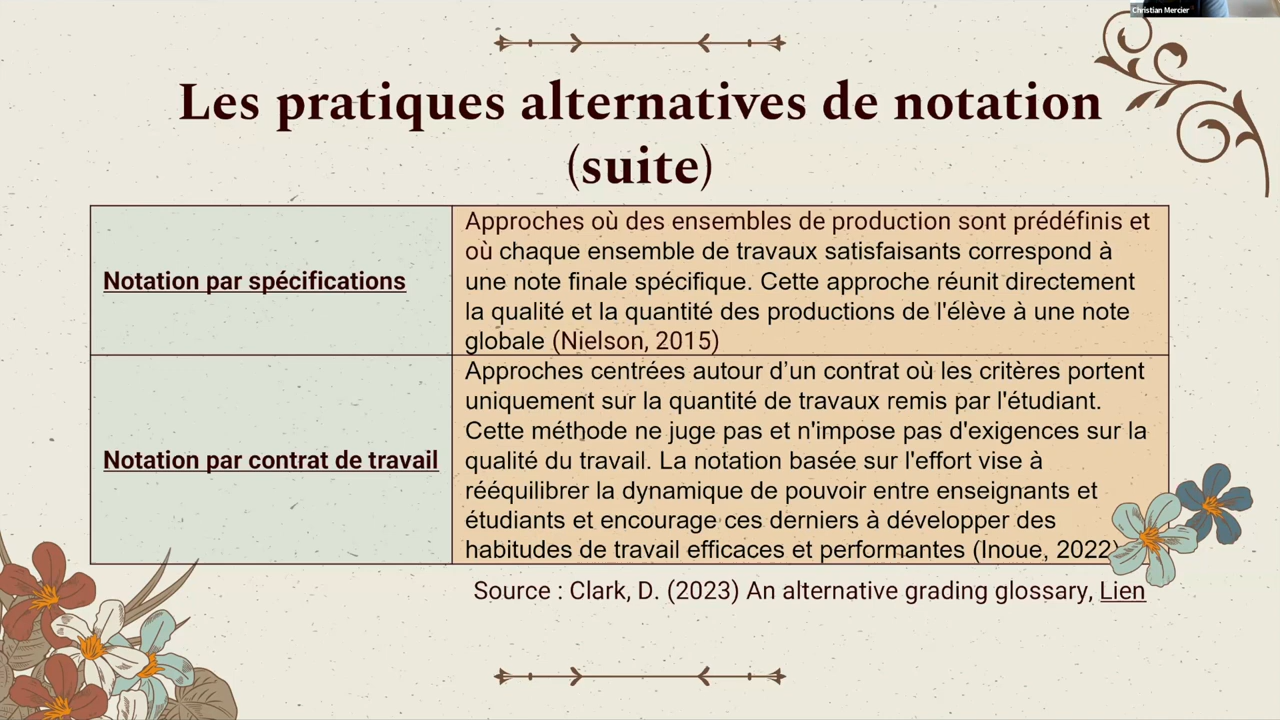 Christian Mercier
Les pratiques alternatives de notation
(suite)
Notation par spécifications
Approches où des ensembles de production sont prédéfinis et
où chaque ensemble de travaux satisfaisants correspond à
une note finale spécifique. Cette approche réunit directement
la qualité et la quantité des productions de l'élève à une note
globale (Nielson, 2015)
Notation par contrat de travail
Approches centrées autour d’un contrat où les critères portent
uniquement sur la quantité de travaux remis par l'étudiant.
Cette méthode ne juge pas et n'impose pas d'exigences sur la
qualité du travail. La notation basée sur l'effort vise à
rééquilibrer la dynamique de pouvoir entre enseignants et
étudiants et encourage ces derniers à développer des
habitudes de travail efficaces et performantes (Inoue, 2022)
Source : Clark, D. (2023) An alternative grading glossary, Lien